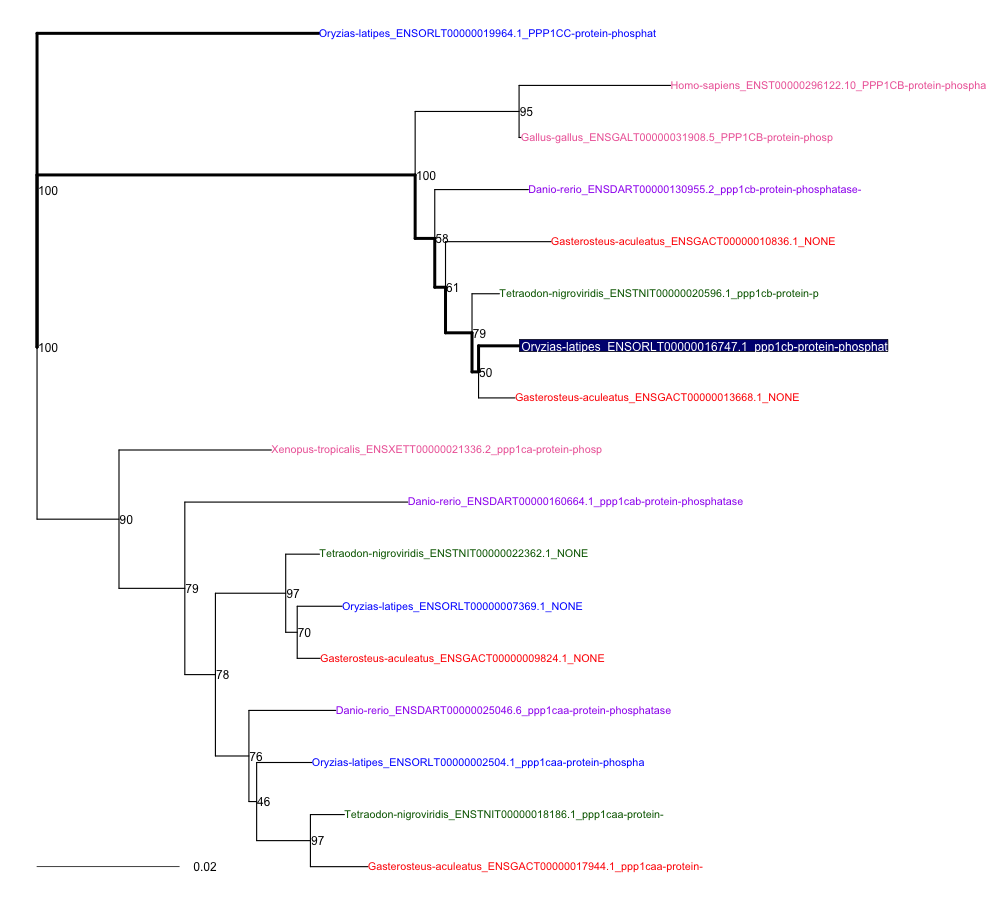 Oryzias-latipes_ENSORLT00000019964.1_PPP1CC-protein-phosphat
Homo-sapiens_ENST00000296122.10_PPP1CB-protein-phospha
95
Gallus-gallus_ENSGALT00000031908.5_PPP1CB-protein-phosp
100
100
Danio-rerio_ENSDART00000130955.2_ppp1cb-protein-phosphatase-
58
Gasterosteus-aculeatus_ENSGACT00000010836.1_NONE
61
Tetraodon-nigroviridis_ENSTNIT00000020596.1_ppp1cb-protein-p
79
100
Oryzias-latipes_ENSORLT00000016747.1_ppp1cb-protein-phosphat
50
Gasterosteus-aculeatus_ENSGACT00000013668.1_NONE
Xenopus-tropicalis_ENSXETT00000021336.2_ppp1ca-protein-phosp
Danio-rerio_ENSDART00000160664.1_ppp1cab-protein-phosphatase
90
Tetraodon-nigroviridis_ENSTNIT00000022362.1_NONE
79
97
Oryzias-latipes_ENSORLT00000007369.1_NONE
70
Gasterosteus-aculeatus_ENSGACT00000009824.1_NONE
78
Danio-rerio_ENSDART00000025046.6_ppp1caa-protein-phosphatase
76
Oryzias-latipes_ENSORLT00000002504.1_ppp1caa-protein-phospha
46
Tetraodon-nigroviridis_ENSTNIT00000018186.1_ppp1caa-protein-
97
Gasterosteus-aculeatus_ENSGACT00000017944.1_ppp1caa-protein-
0.02